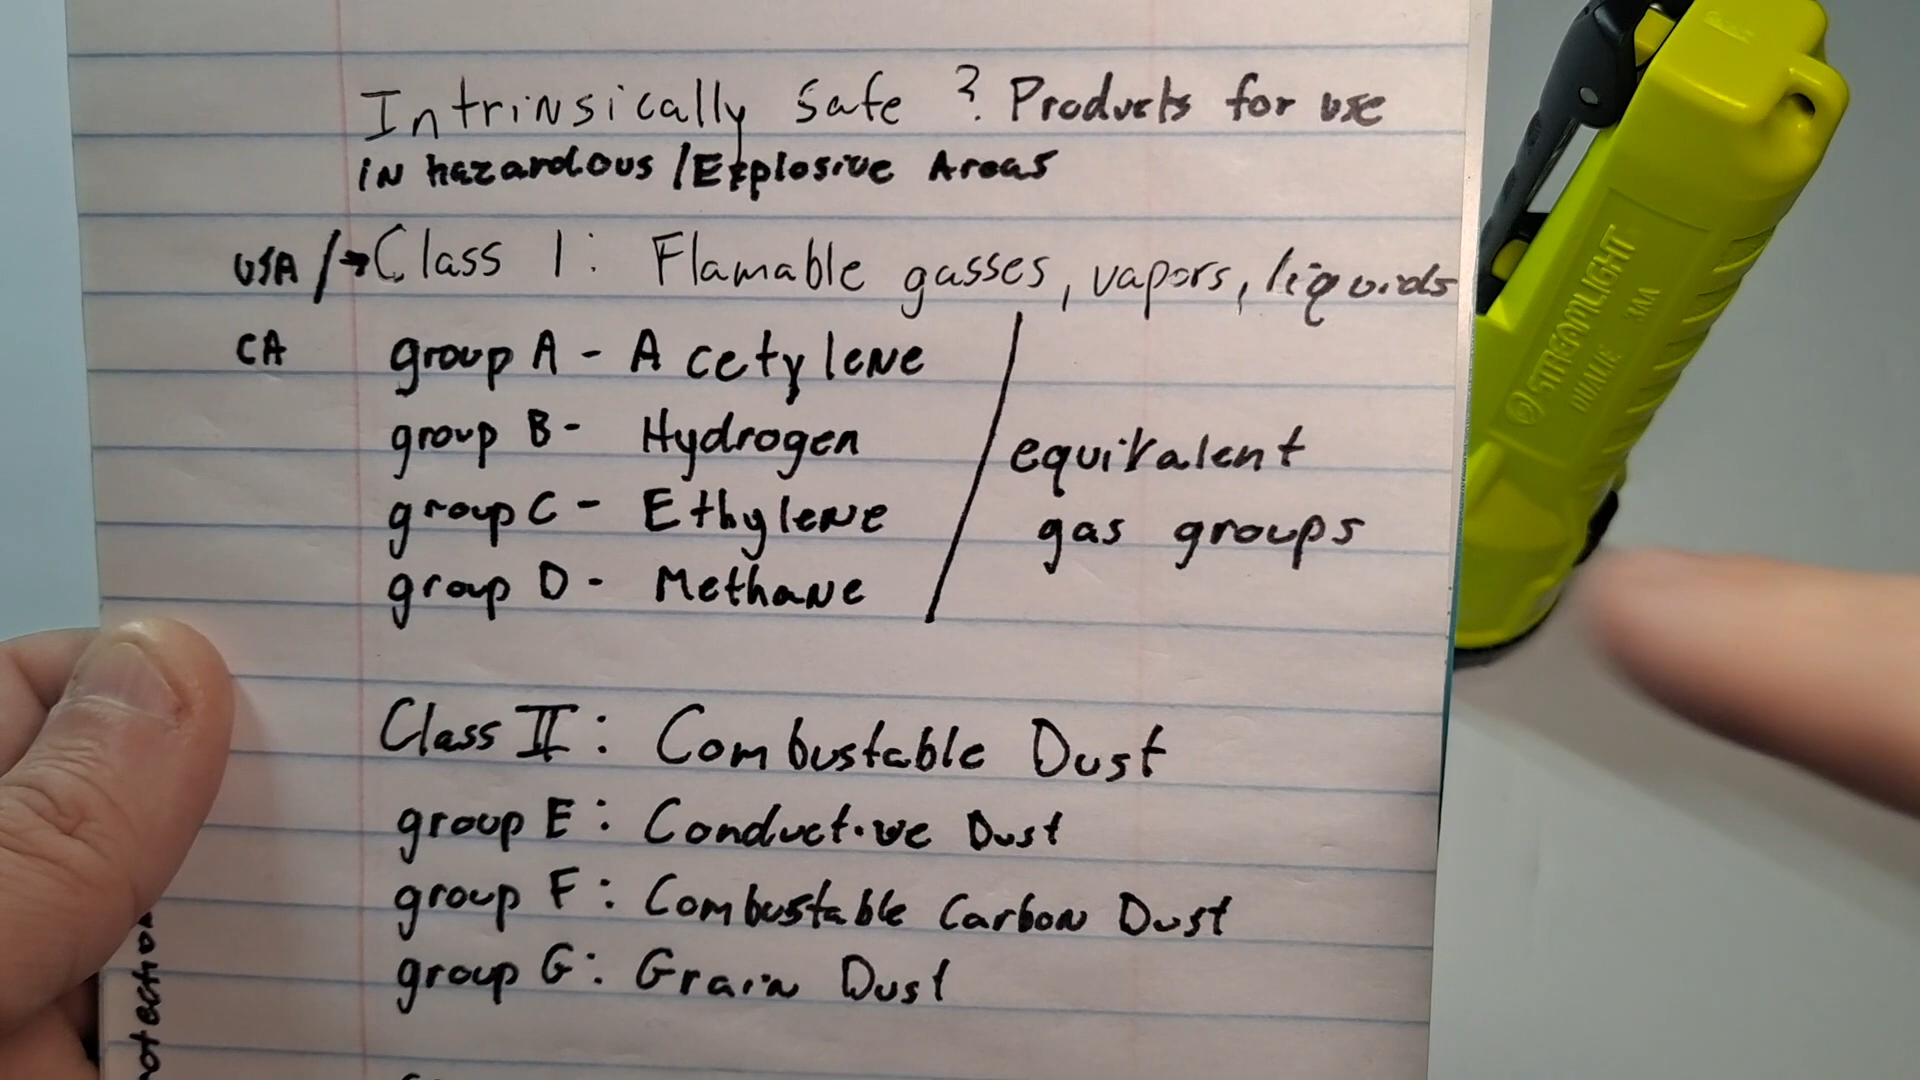 Intrinsically Safe ? Products for use
in hazardous / Explosive Areas
USA / → Class 1: Flamable gasses, vapors, liquids
CA group A - Acetylene
group B - Hydrogen
group C - Ethylene
group D - Methane
equivalent
gas groups
Class II: Combustable Dust
group E: Conductive Dust
group F: Combustable Carbon Dust
group G: Grain Dust
STREAMLIGHT
DUALIE 3AA